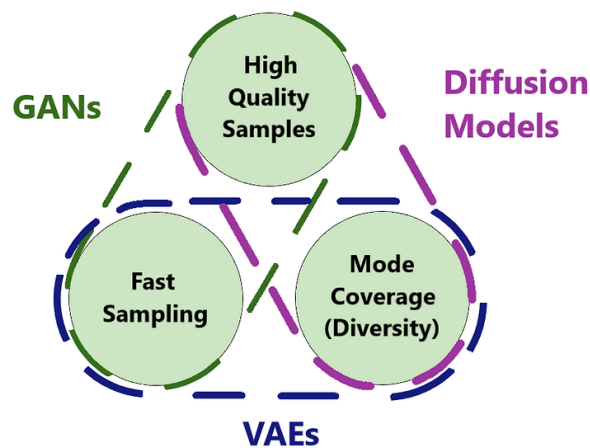 High
Quality
Samples
GANs
Diffusion
Models
Fast
Sampling
Mode
Coverage
(Diversity)
VAEs